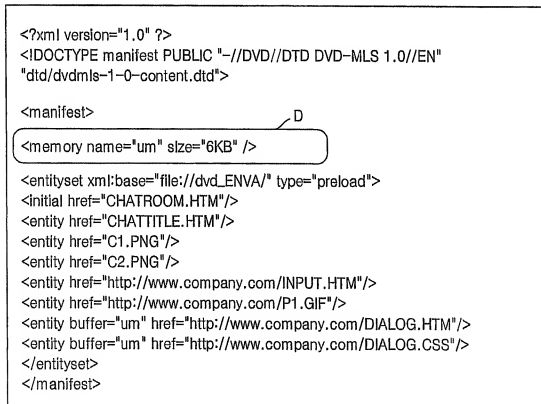 <?xml version="1.0" ?>
<!DOCTYPE manifest PUBLIC "-//DVD//DTD DVD-MLS 1.0//EN"
"dtd/dvdmls-1-0-content.dtd">
<manifest>
D
<memory name="um" size="6KB" />
<entityset xml:base="file://dvd_ENVA/" type="preload">
<initial href="CHATROOM.HTM"/>
<entity href="CHATTITLE.HTM"/>
<entity href="C1.PNG"/>
<entity href="C2.PNG"/>
<entity href="http://www.company.com/INPUT.HTM"/>
<entity href="http://www.company.com/P1.GIF"/>
<entity buffer="um" href="http://www.company.com/DIALOG.HTM"/>
<entity buffer="um" href="http://www.company.com/DIALOG.CSS"/>
</entityset>
</manifest>